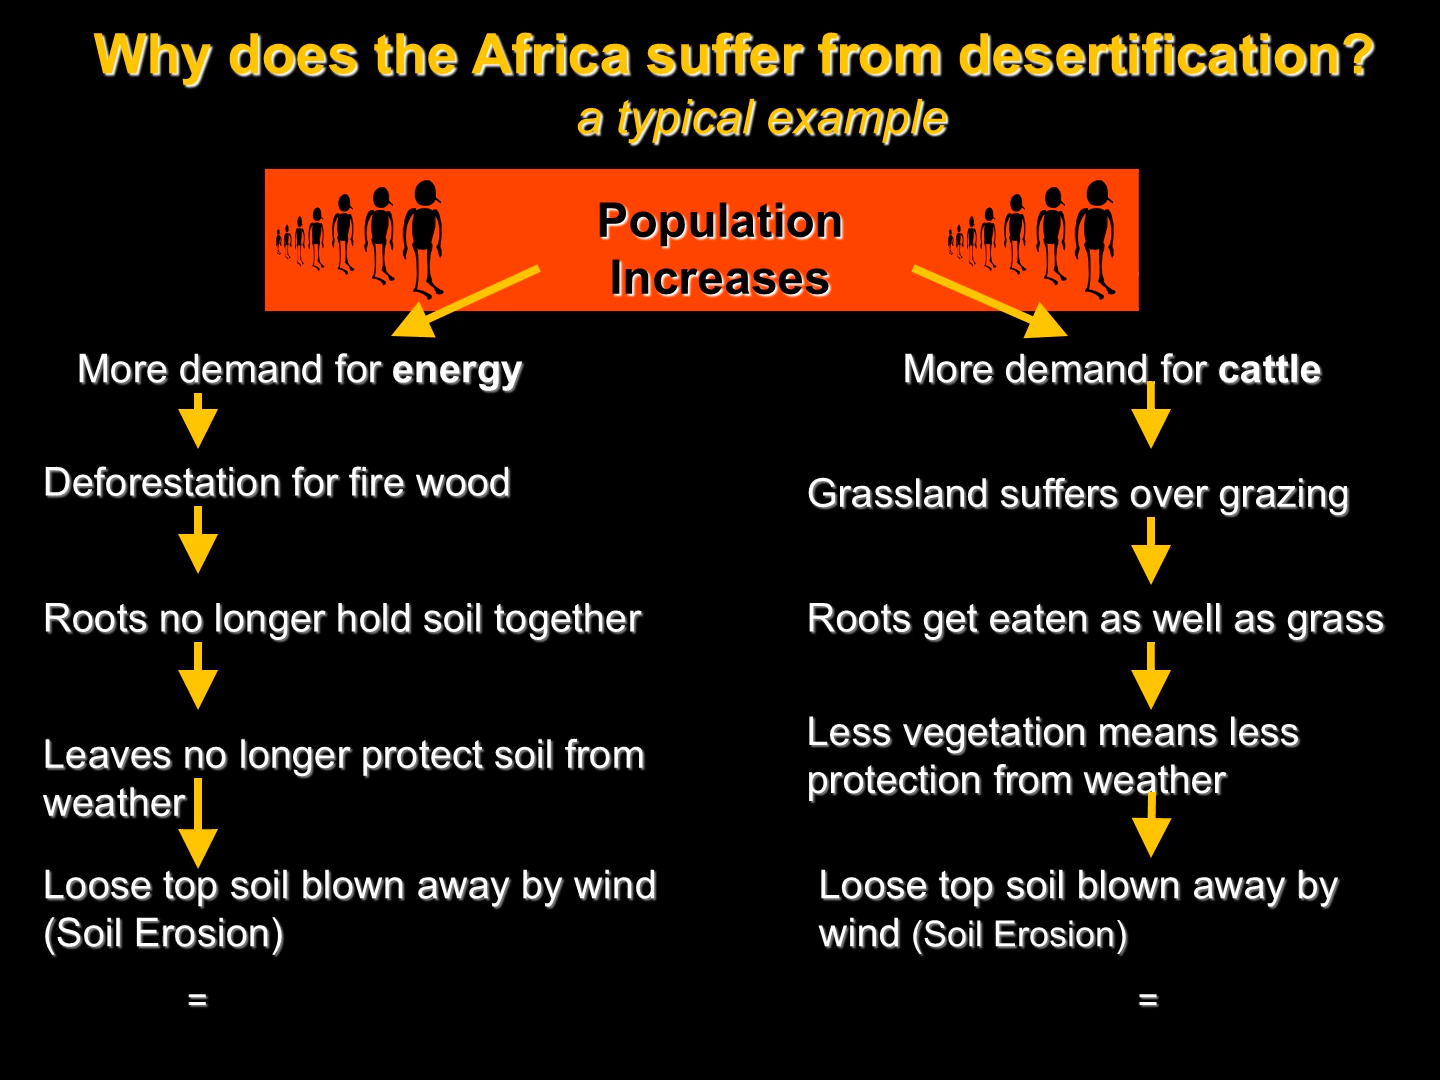 Why does the Africa suffer from desertification?
a typical example
Population
Increases
More demand for energy
Deforestation for fire wood
Roots no longer hold soil together
Leaves no longer protect soil from
weather
Loose top soil blown away by wind
(Soil Erosion)
=
More demand for cattle
Grassland suffers over grazing
Roots get eaten as well as grass
Less vegetation means less
protection from weather
Loose top soil blown away by
wind (Soil Erosion)
=